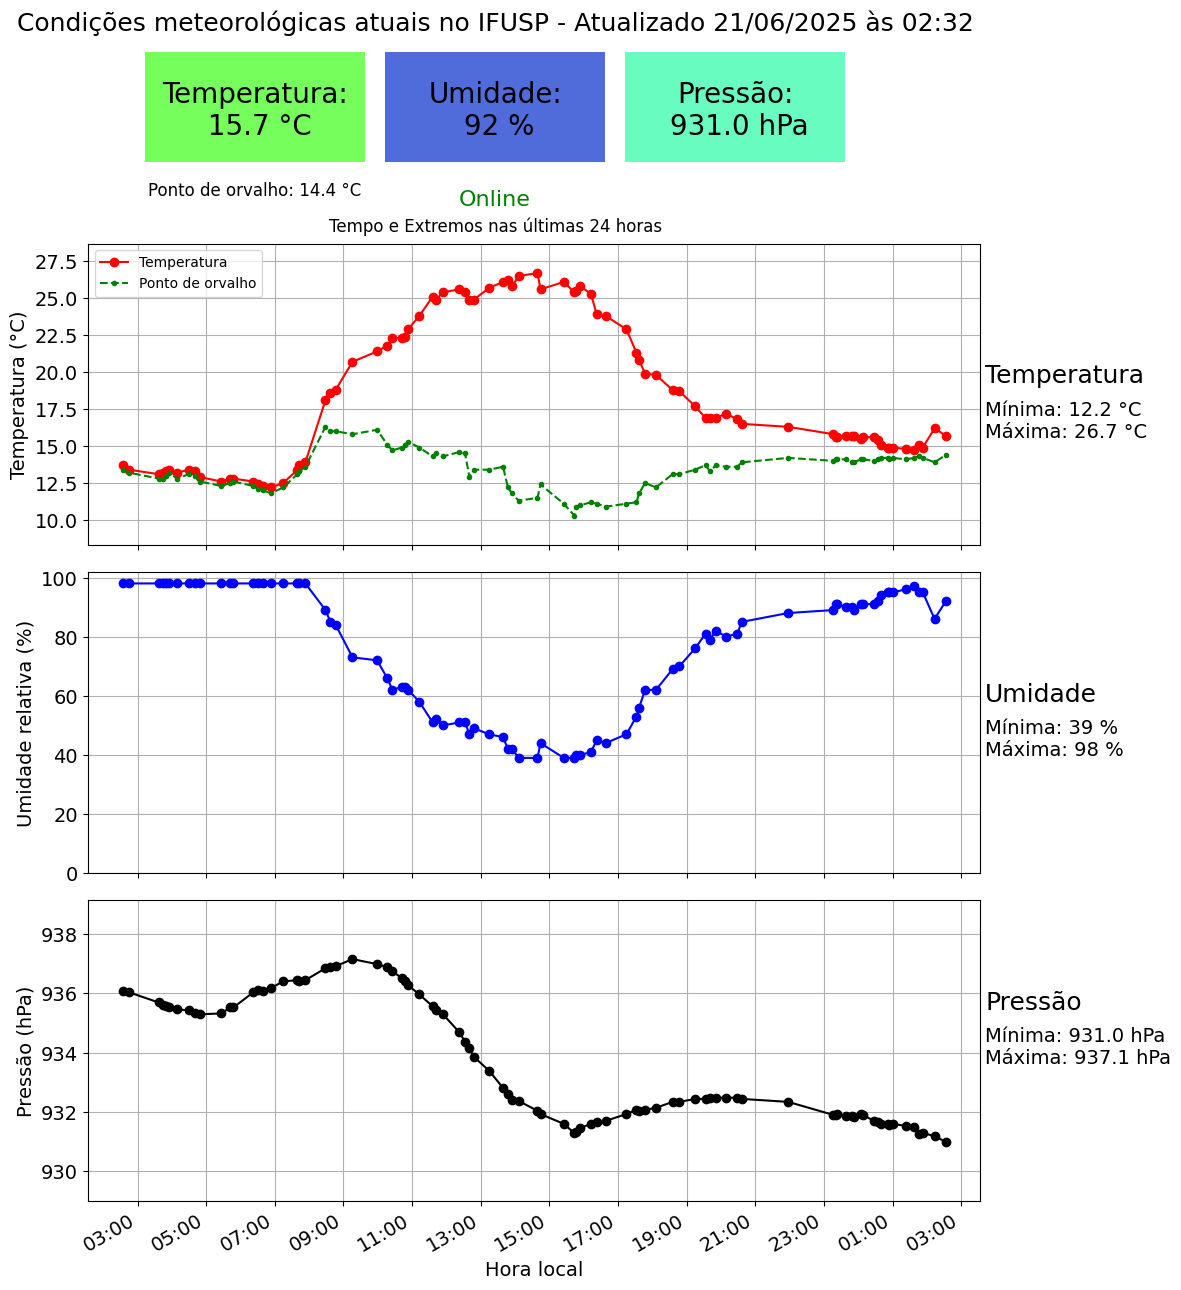 Condições meteorológicas atuais no IFUSP - Atualizado 21/06/2025 às 02:32
Temperatura:
15.7 °C
Umidade:
92 %
Pressão:
931.0 hPa
Ponto de orvalho: 14.4 °C
Online
Tempo e Extremos nas últimas 24 horas
Temperatura (°C)
27.5
25.0
22.5
20.0
17.5
15.0
12.5
10.0
Temperatura
Ponto de orvalho
Temperatura
Mínima: 12.2 °C
Máxima: 26.7 °C
Umidade relativa (%)
100
80
60
40
20
0
Umidade
Mínima: 39 %
Máxima: 98 %
Pressão (hPa)
938
936
934
932
930
Pressão
Mínima: 931.0 hPa
Máxima: 937.1 hPa
03:00 05:00 07:00 09:00 11:00 13:00 15:00 17:00 19:00 21:00 23:00 01:00 03:00
Hora local